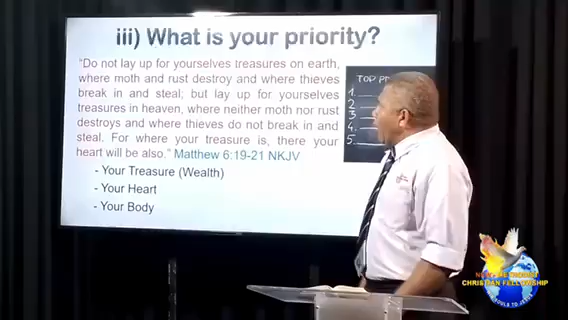 iii) What is your priority?
“Do not lay up for yourselves treasures on earth,
where moth and rust destroy and where thieves
break in and steal; but lay up for yourselves
treasures in heaven, where neither moth nor rust
destroys and where thieves do not break in and
steal. For where your treasure is, there your
heart will be also.” Matthew 6:19-21 NKJV
- Your Treasure (Wealth)
- Your Heart
- Your Body
TOP
1.
2
3
4.
5.
CHRISTIAN FELLOWSHIP